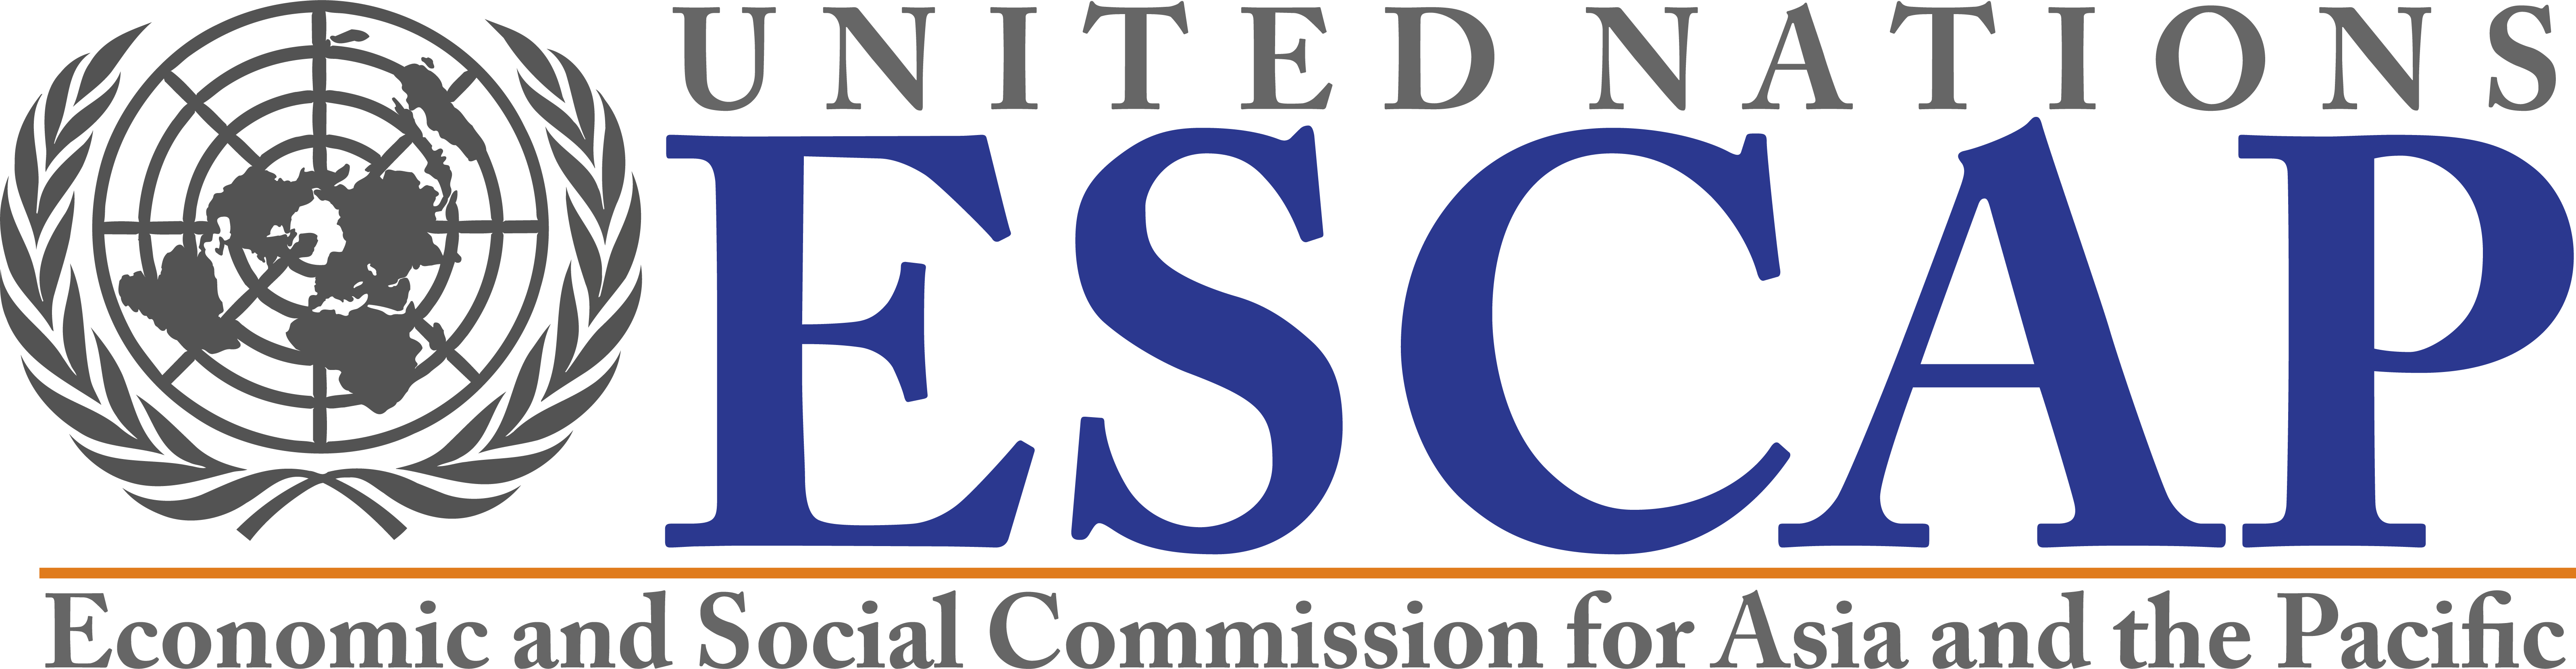 UNITED NATIONS
ESCAP
Economic and Social Commission for Asia and the Pacific